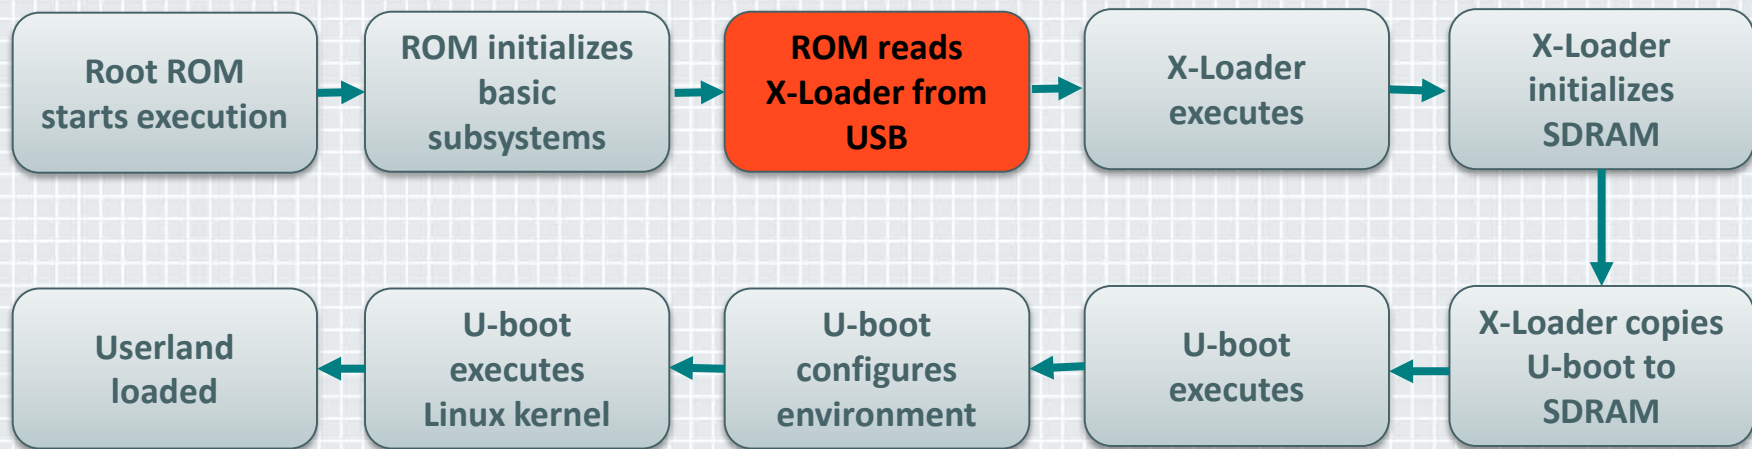 Root ROM
starts execution
ROM initializes
basic
subsystems
ROM reads
X-Loader from
USB
X-Loader
executes
X-Loader
initializes
SDRAM
X-Loader copies
U-boot to
SDRAM
U-boot
executes
U-boot
configures
environment
U-boot
executes
Linux kernel
Userland
loaded